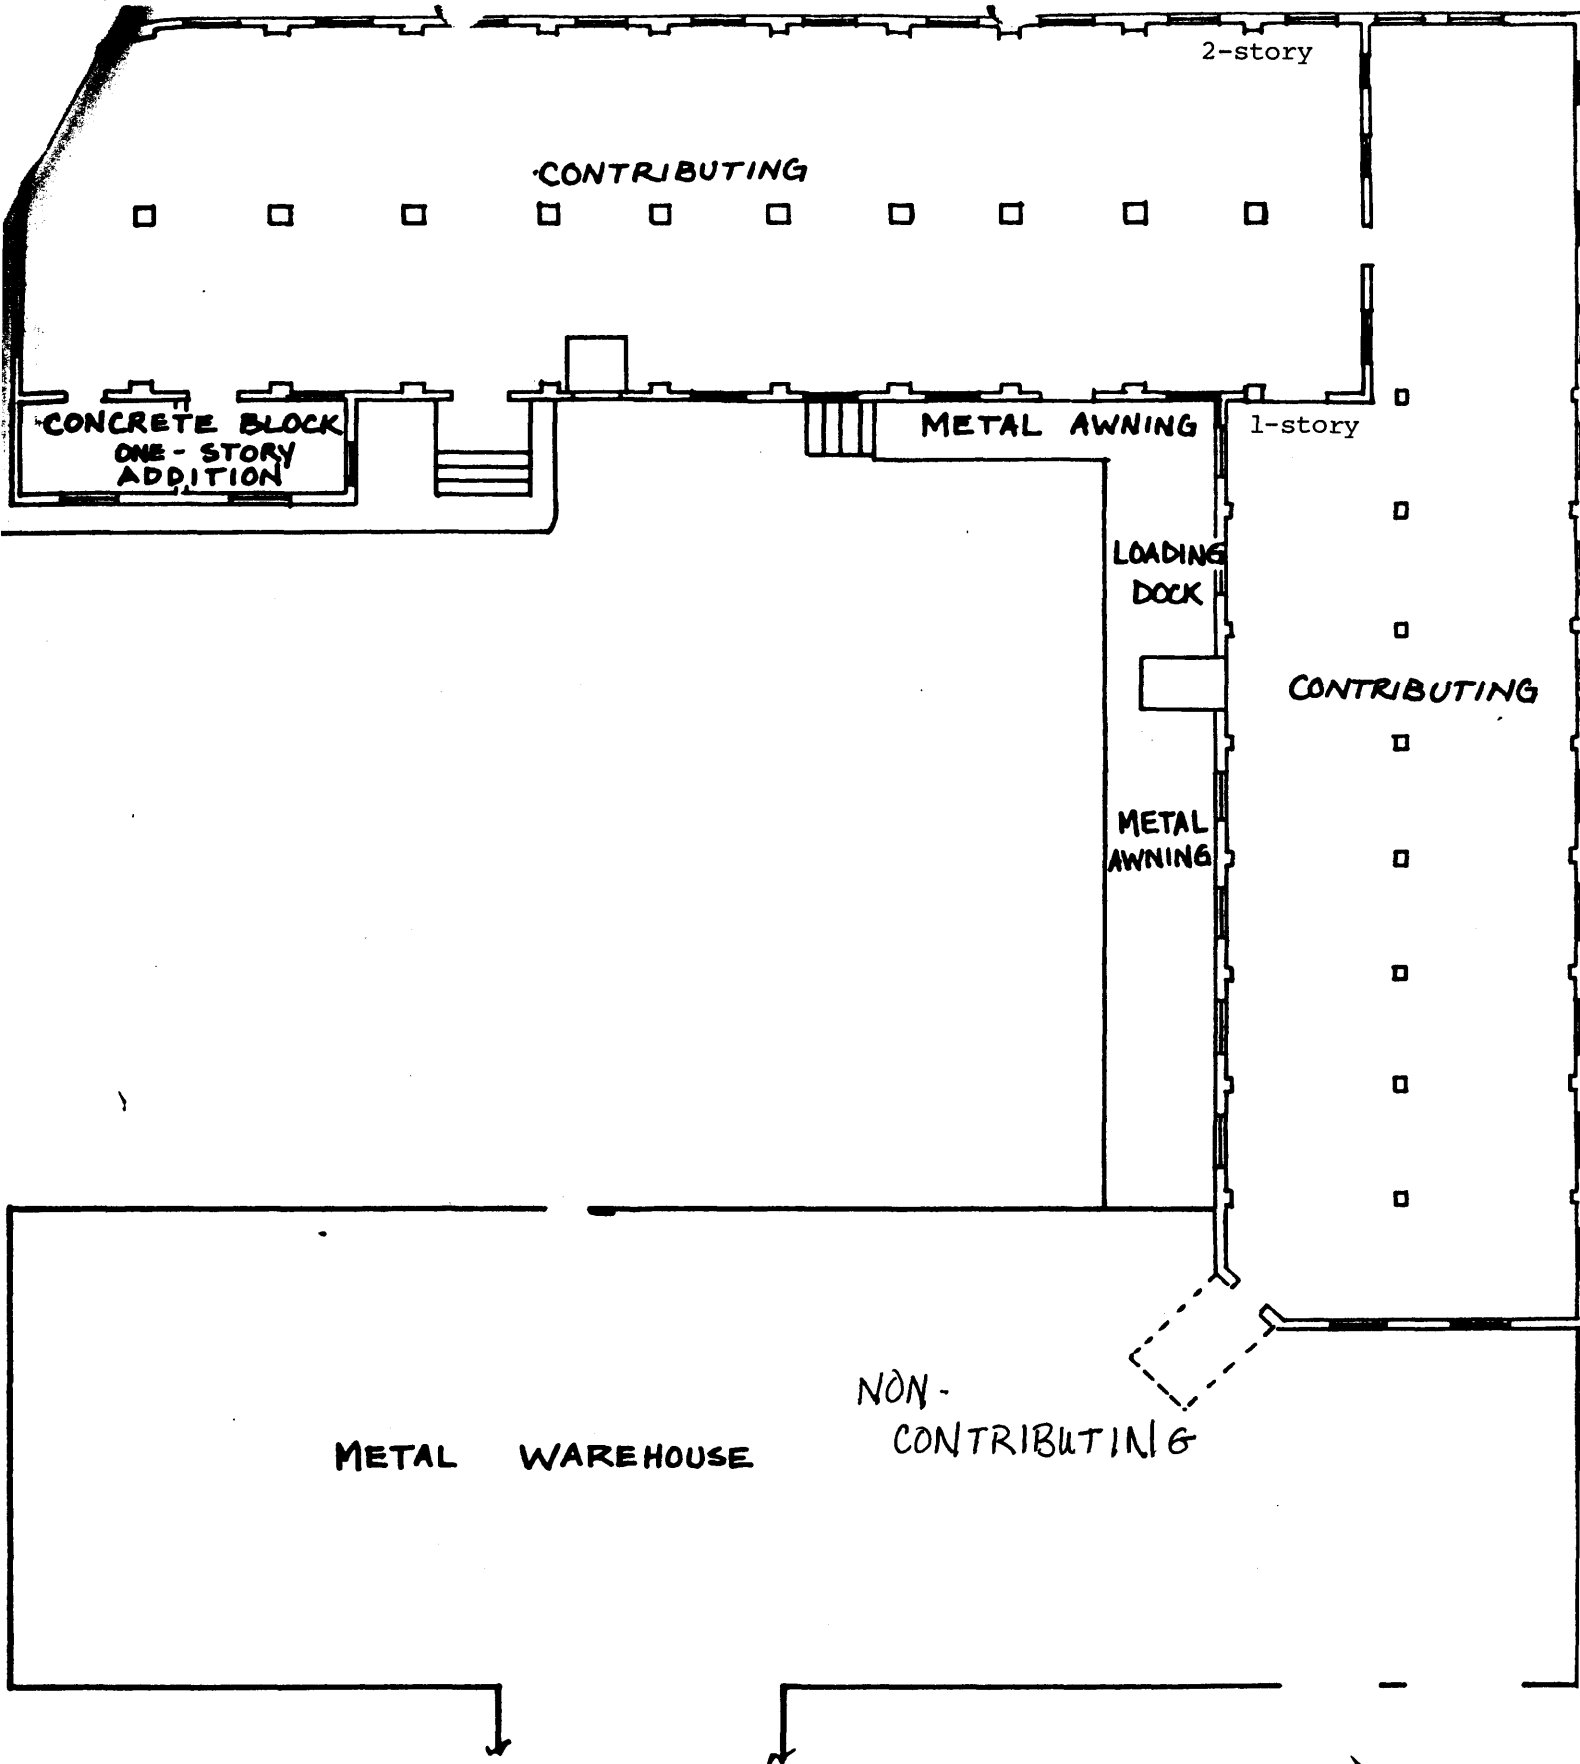 2-story
CONTRIBUTING
CONCRETE BLOCK
ONE-STORY
ADDITION
METAL AWNING
1-story
LOADING
DOCK
CONTRIBUTING
METAL
AWNING
NON-
CONTRIBUTING
METAL WAREHOUSE